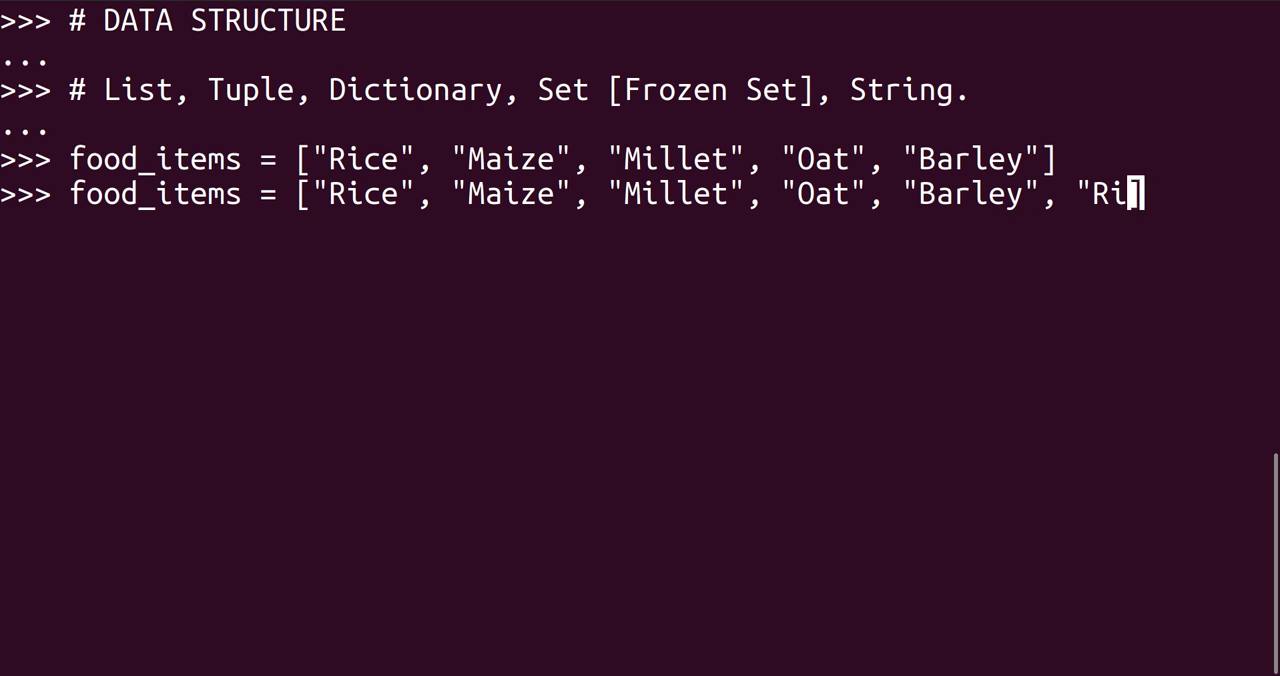 >>> # DATA STRUCTURE
...
>>> # List, Tuple, Dictionary, Set [Frozen Set], String.
...
>>> food_items = ["Rice", "Maize", "Millet", "Oat", "Barley"]
>>> food_items = ["Rice", "Maize", "Millet", "Oat", "Barley", "Ri]